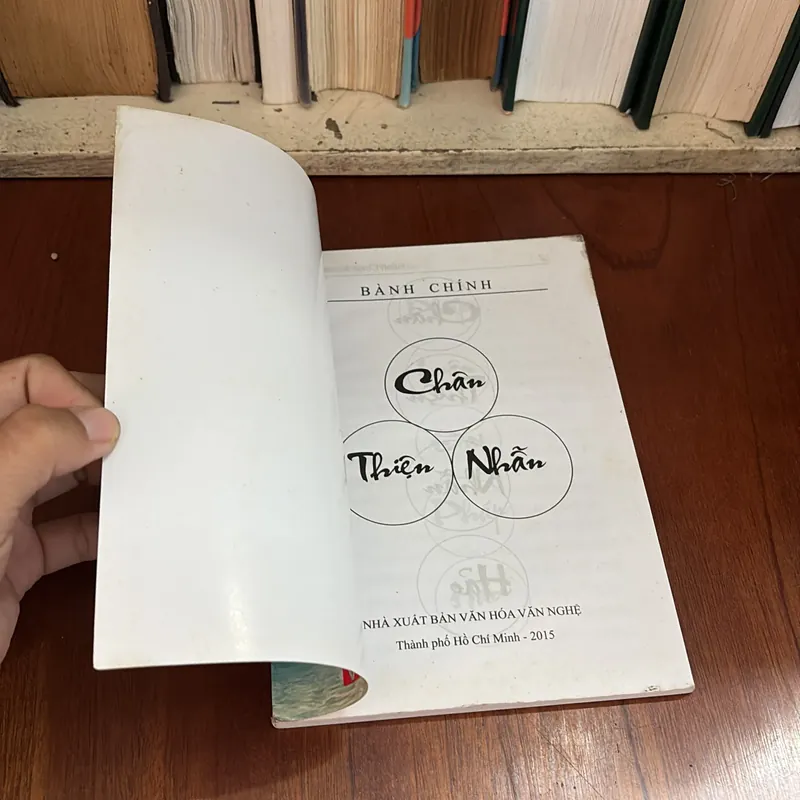 BÀNH CHÍNH
Chân
Thiện Nhẫn
NHÀ XUẤT BẢN VĂN HÓA VĂN NGHỆ
Thành phố Hồ Chí Minh - 2015